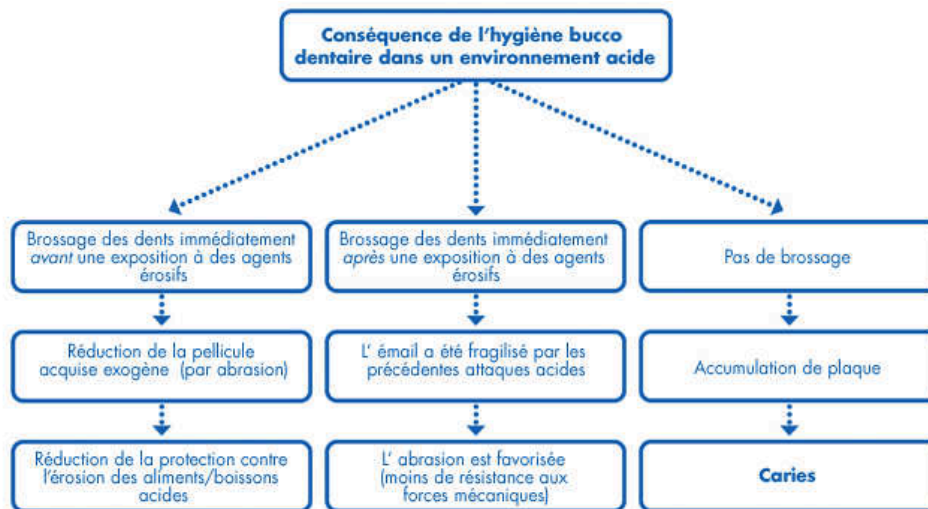 Conséquence de l'hygiène bucco
dentaire dans un environnement acide
Brossage des dents immédiatement
avant une exposition à des agents
érosifs
Brossage des dents immédiatement
après une exposition à des agents
érosifs
Pas de brossage
Réduction de la pellicule
acquise exogène (par abrasion)
L' émail a été fragilisé par les
précédentes attaques acides
Accumulation de plaque
Réduction de la protection contre
l'érosion des aliments/boissons
acides
L' abrasion est favorisée
(moins de résistance aux
forces mécaniques)
Caries